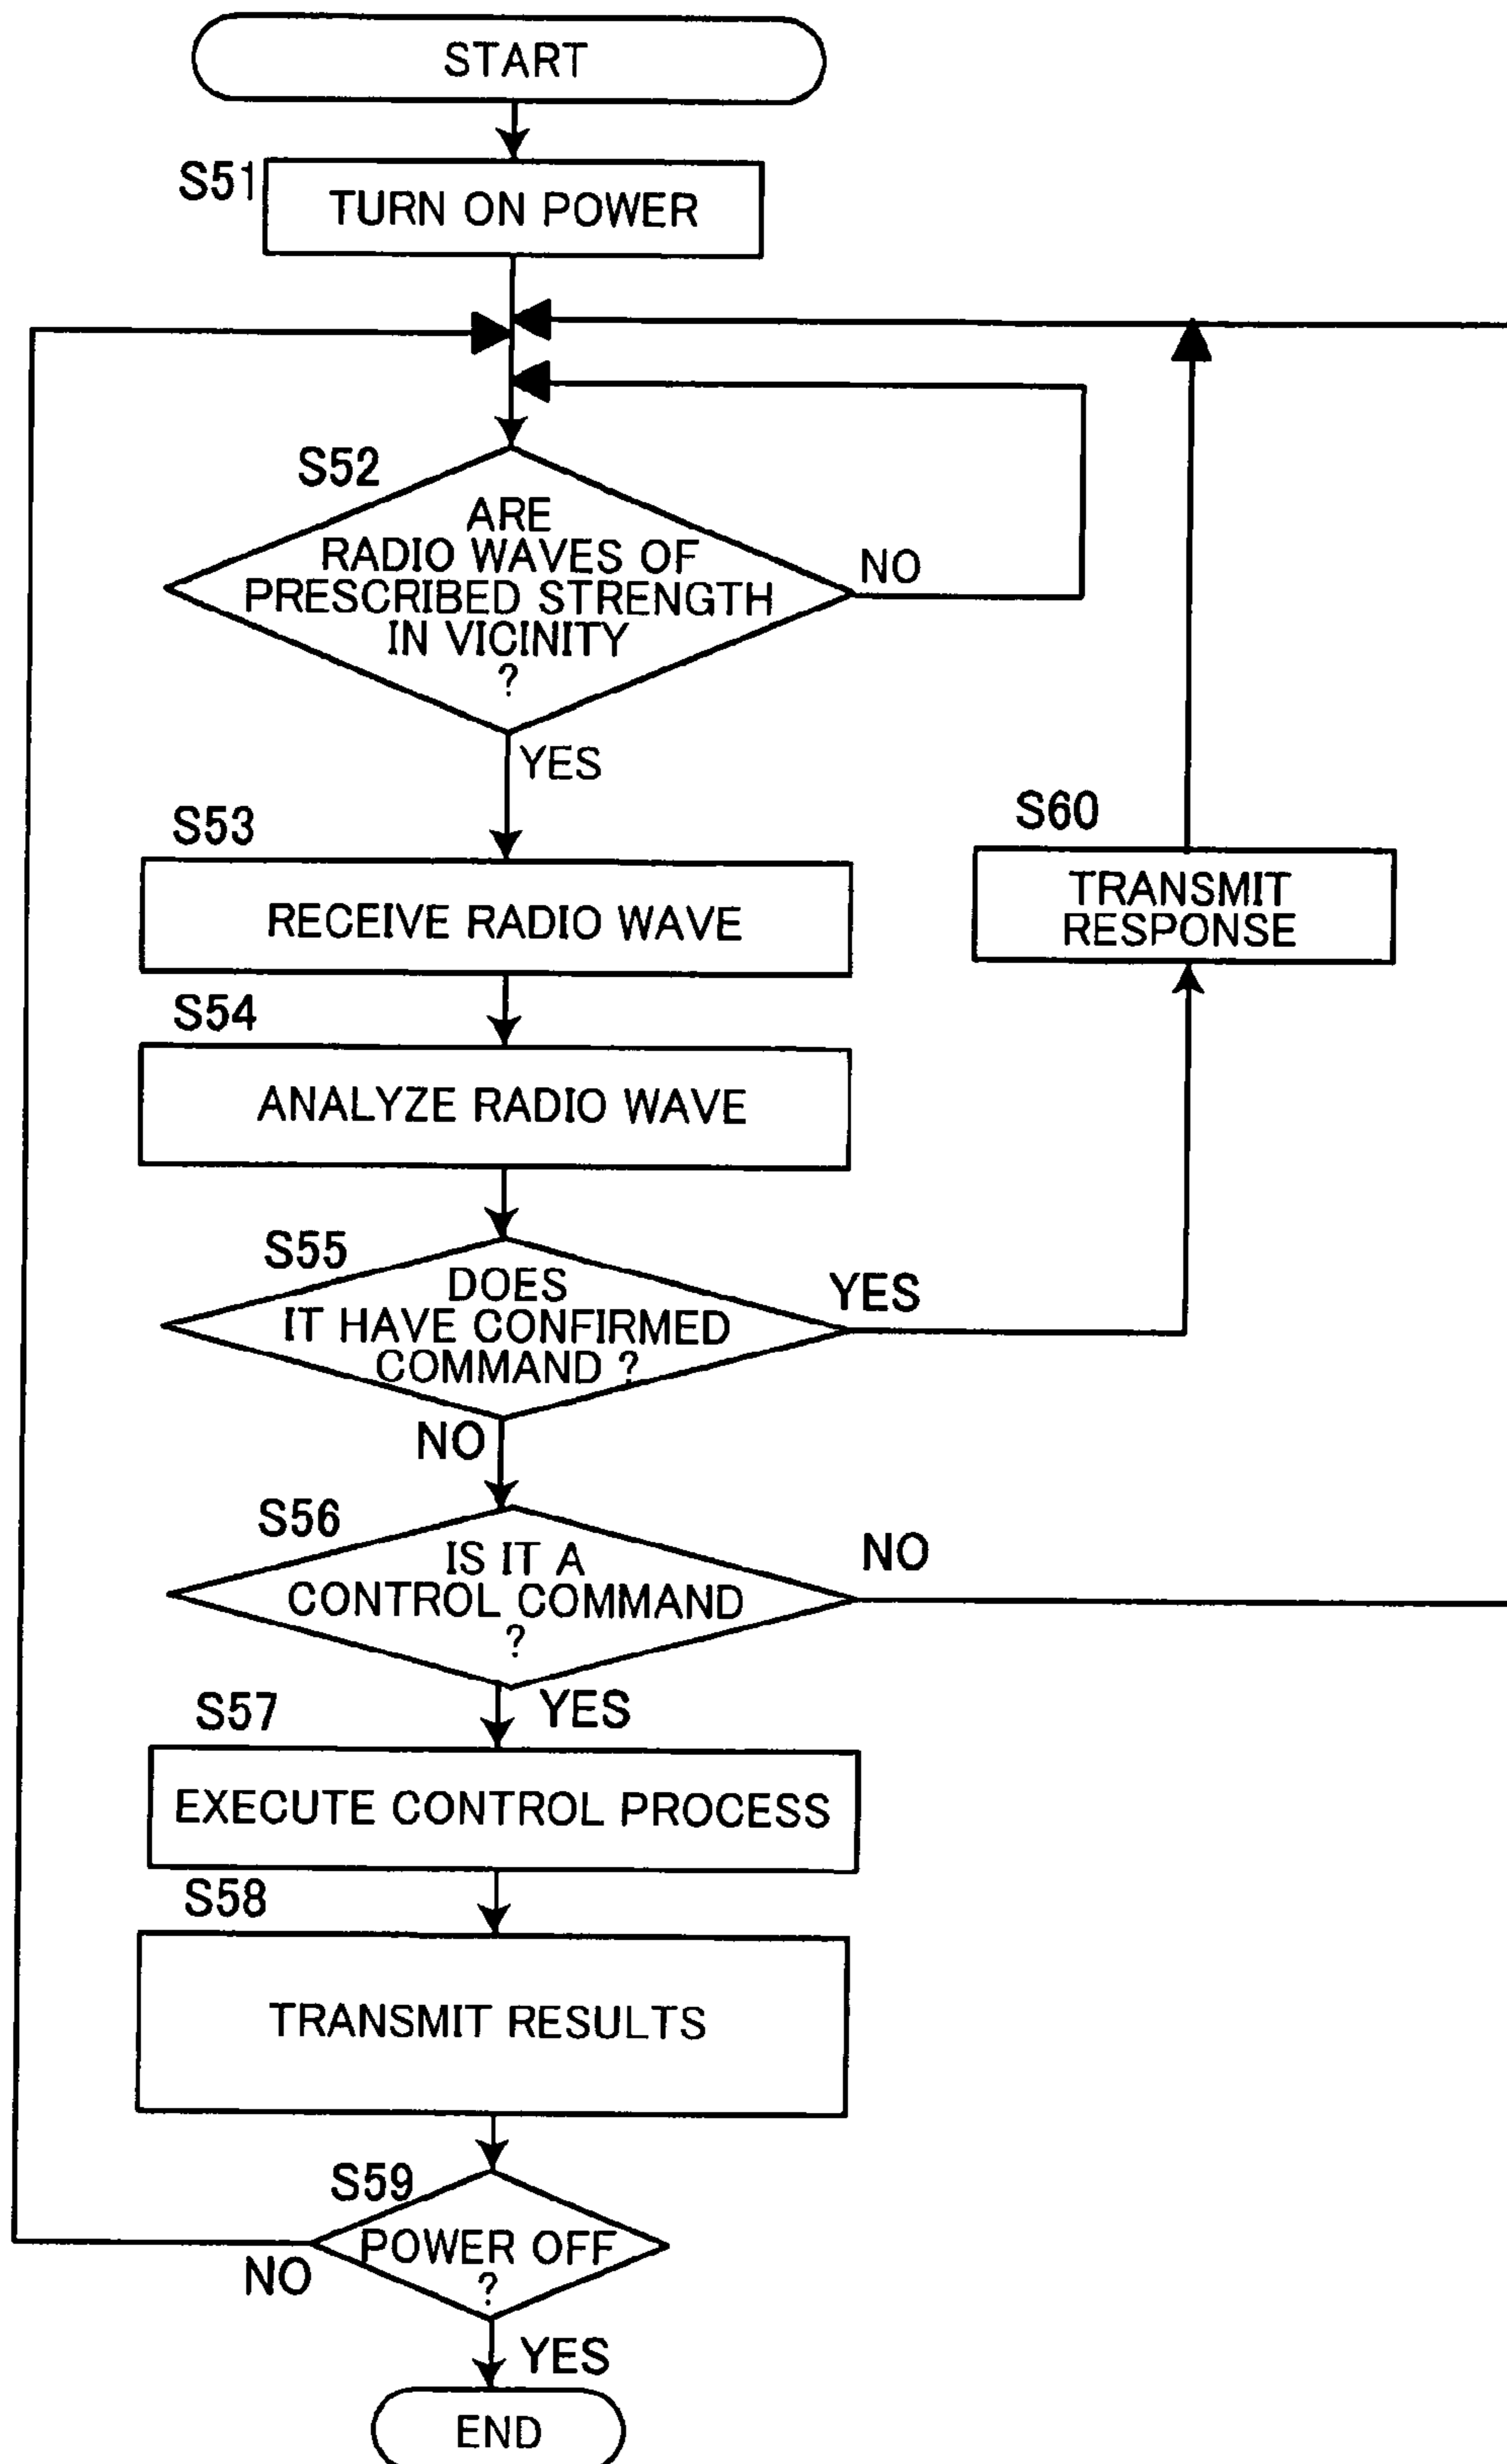 START
S51
TURN ON POWER
S52
ARE
RADIO WAVES OF
PRESCRIBED STRENGTH
IN VICINITY
?
NO
YES
S53
RECEIVE RADIO WAVE
S60
TRANSMIT
RESPONSE
S54
ANALYZE RADIO WAVE
S55
DOES
IT HAVE CONFIRMED
COMMAND ?
YES
NO
S56
IS IT A
CONTROL COMMAND
?
NO
YES
S57
EXECUTE CONTROL PROCESS
S58
TRANSMIT RESULTS
S59
POWER OFF
?
NO
YES
END